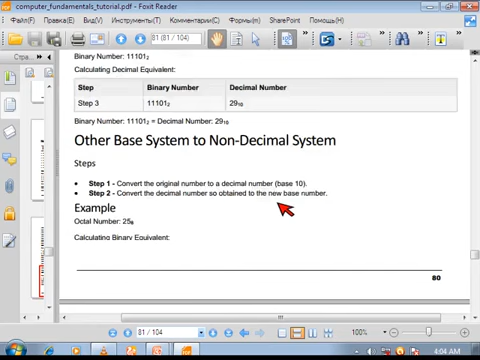 computer_fundamentals_tutorial.pdf - Foxit Reader
Файл(F) Правка(E) Вид(V) Инструменты(T) Комментарии(C) Формы(m) SharePoint Помощь(H)
81 (81 / 104)
Стра...
Binary Number: 11101₂
Calculating Decimal Equivalent:
Step Binary Number Decimal Number
Step 3 11101₂ 29₁₀
Binary Number: 11101₂ = Decimal Number: 29₁₀
Other Base System to Non-Decimal System
Steps
• Step 1 - Convert the original number to a decimal number (base 10).
• Step 2 - Convert the decimal number so obtained to the new base number.
Example
Octal Number: 25₈
Calculating Binary Equivalent:
80
81 / 104
100%
4:04 AM